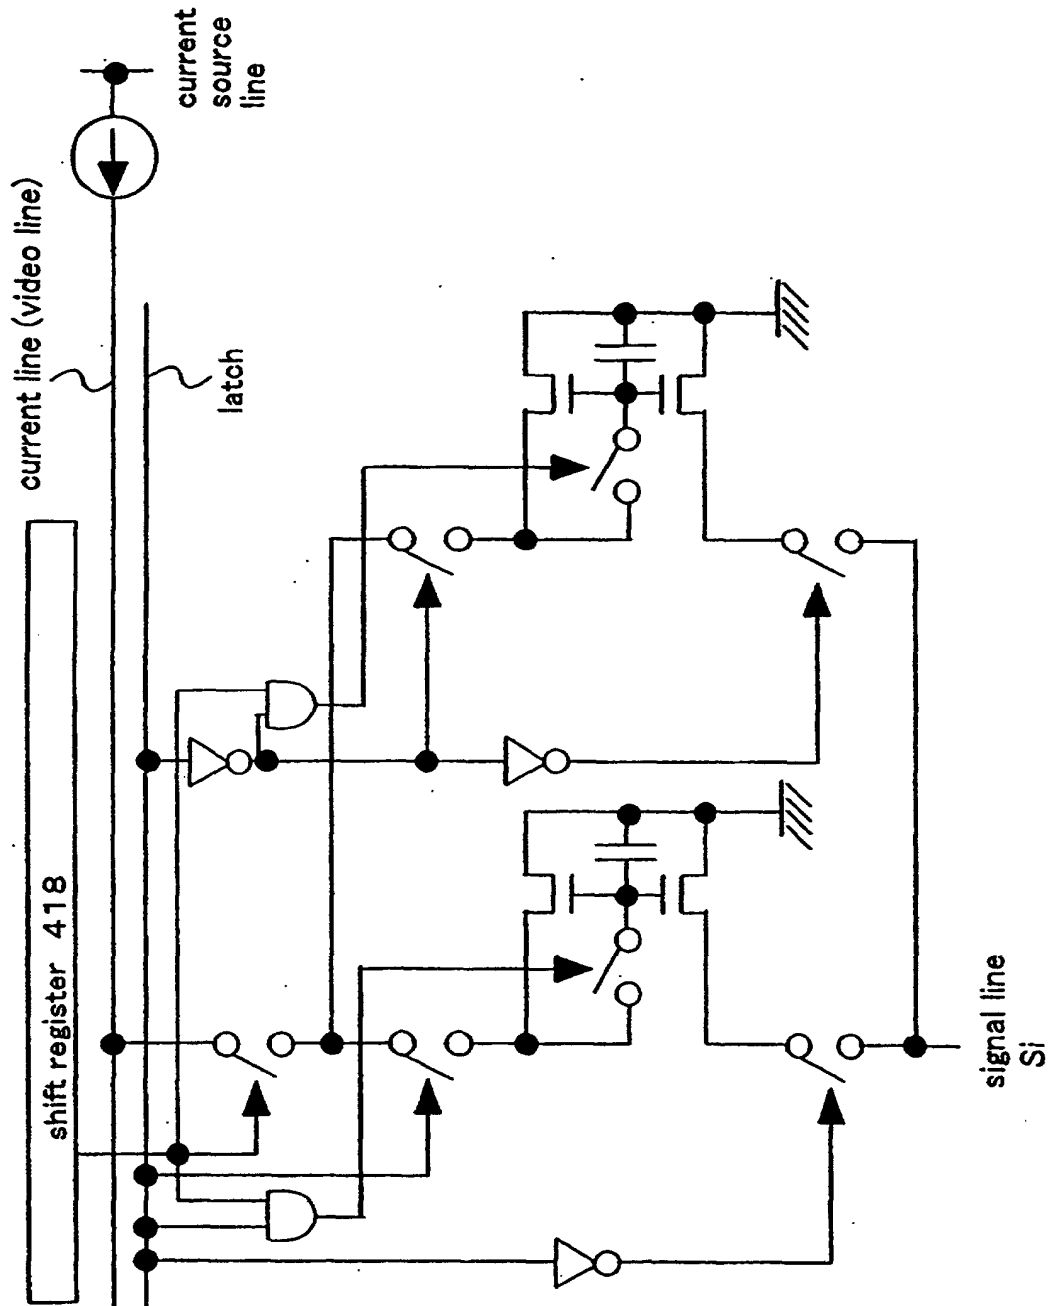 shift register 418
current line (video line)
current
source
line
latch
signal line
Si